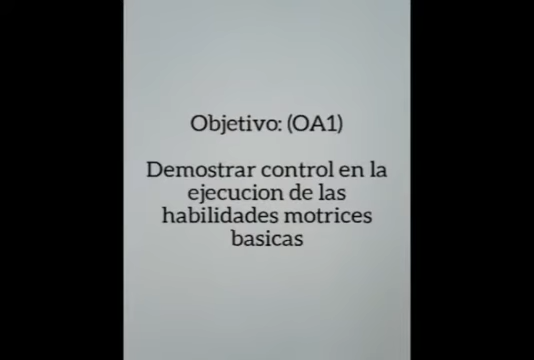 Objetivo: (OA1)
Demostrar control en la
ejecucion de las
habilidades motrices
basicas